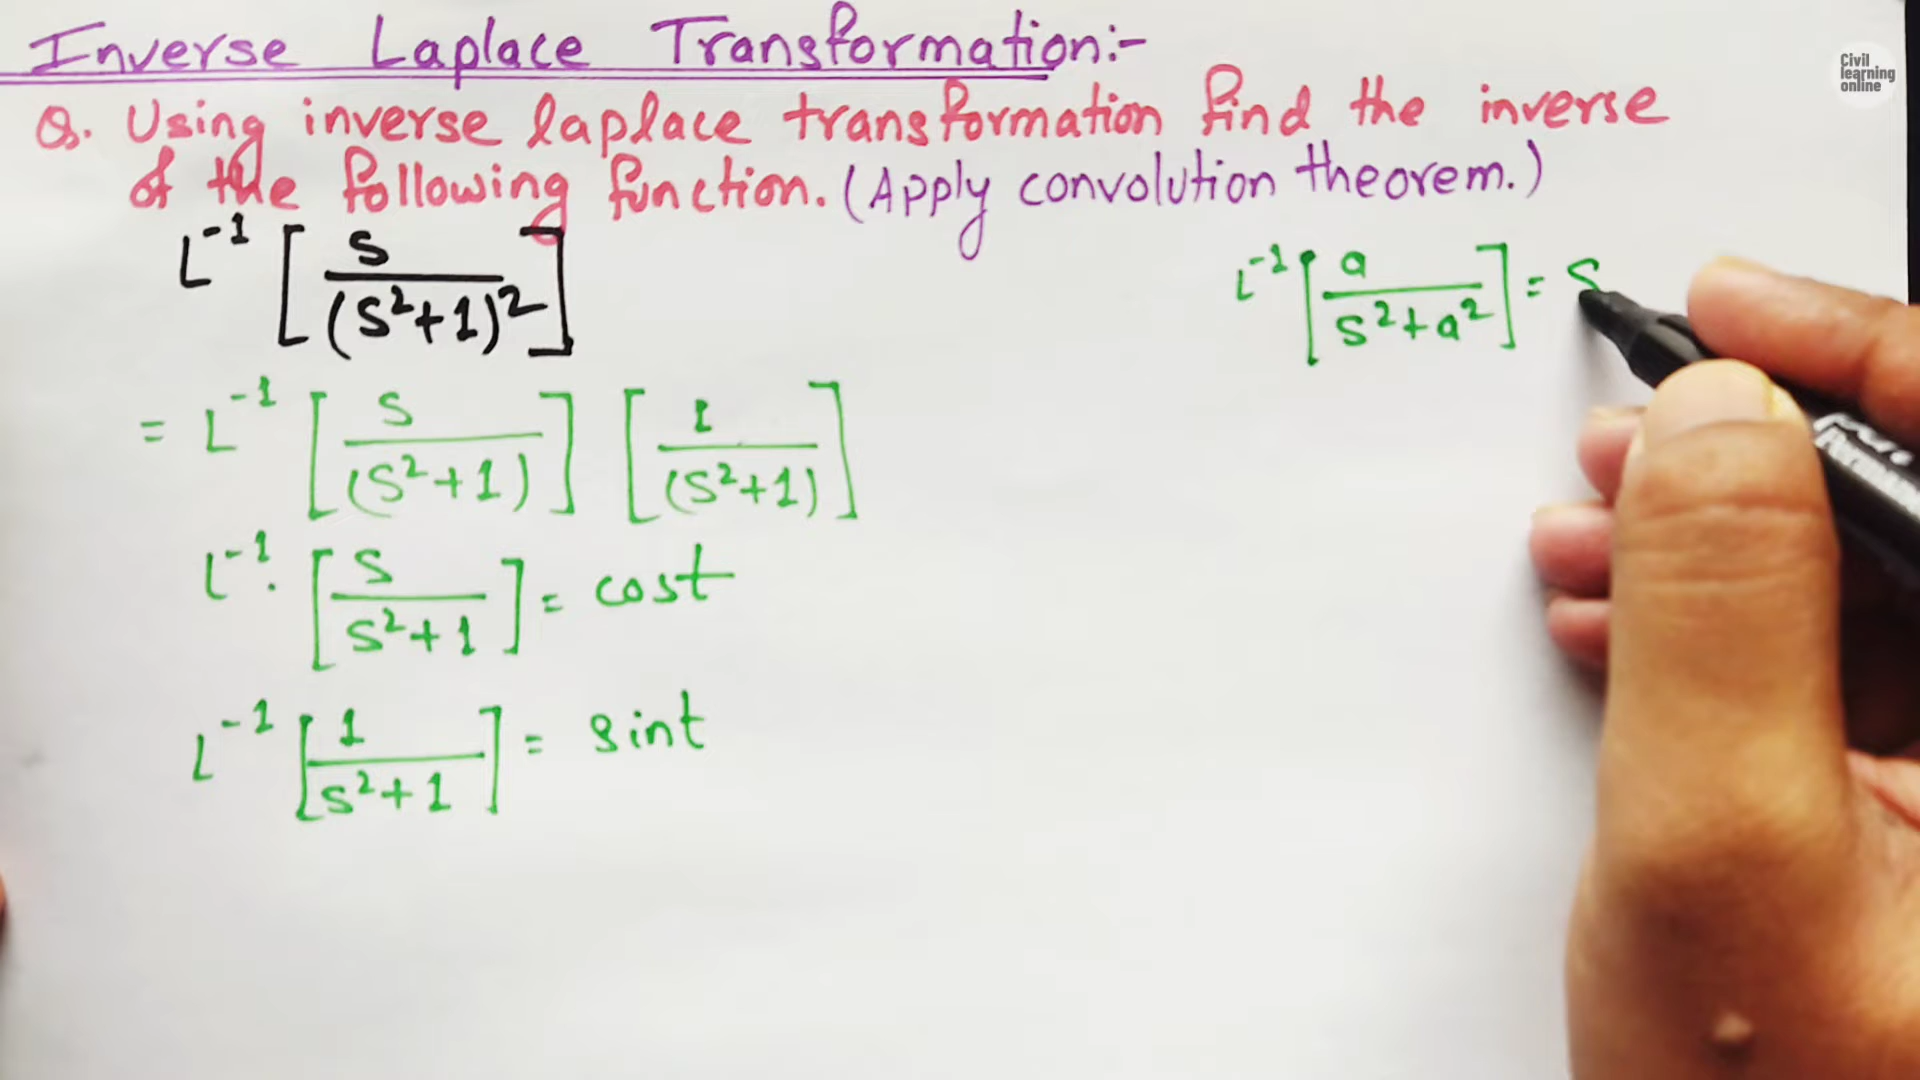 Inverse Laplace Transformation:-
Civil
learning
online
Q. Using inverse laplace transformation find the inverse
of the following function. (Apply convolution theorem.)
L⁻¹ [ s / (s²+1)² ]
L⁻¹ [ a / s²+a² ] = s
= L⁻¹ [ s / (s²+1) ] [ 1 / (s²+1) ]
L⁻¹. [ s / s²+1 ] = cost
L⁻¹ [ 1 / s²+1 ] = sint